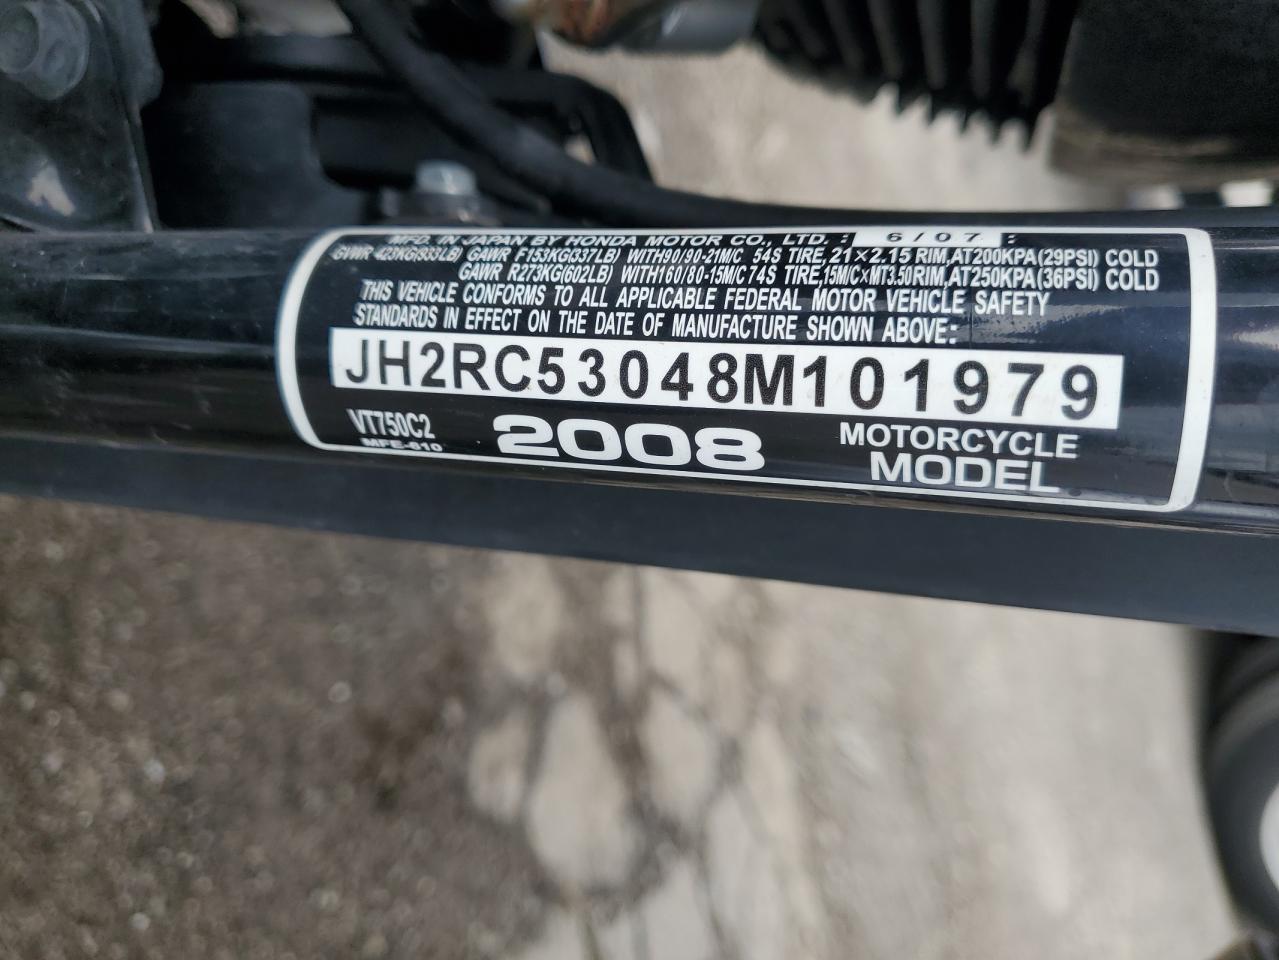 MFD. IN JAPAN BY HONDA MOTOR CO., LTD. : 6/07 :
GVWR 423KG(933LB) GAWR F153KG(337LB) WITH90/90-21M/C 54S TIRE,21×2.15 RIM,AT200KPA(29PSI) COLD
GAWR R273KG(602LB) WITH160/80-15M/C 74S TIRE,15M/C×MT3.50RIM,AT250KPA(36PSI) COLD
THIS VEHICLE CONFORMS TO ALL APPLICABLE FEDERAL MOTOR VEHICLE SAFETY
STANDARDS IN EFFECT ON THE DATE OF MANUFACTURE SHOWN ABOVE:
JH2RC53048M101979
VT750C2 2008 MOTORCYCLE
MFE-610 MODEL